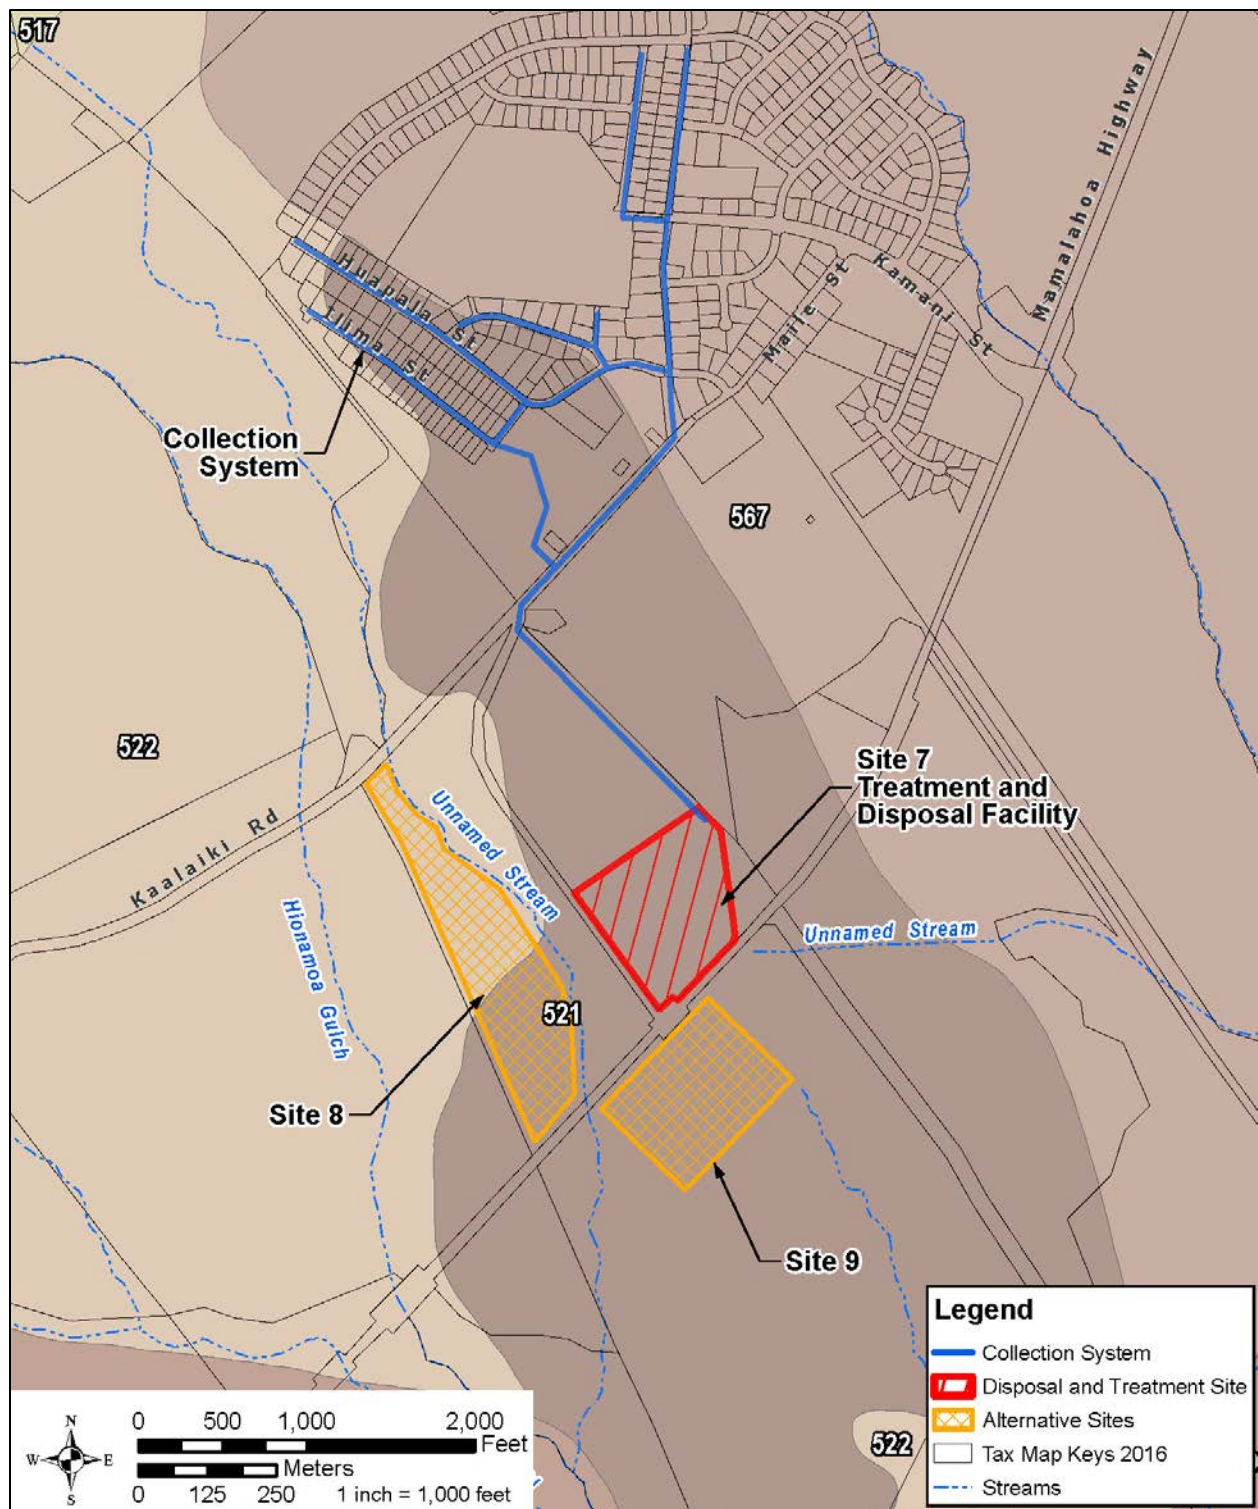 517
Mamalahoa Highway
Huapala St
Ilima St
Maile St
Kamani St
Collection
System
567
522
Site 7
Treatment and
Disposal Facility
Kaalaiki Rd
Unnamed Stream
Hionamoa Gulch
Unnamed Stream
521
Site 8
Site 9
522
Legend
Collection System
Disposal and Treatment Site
Alternative Sites
Tax Map Keys 2016
Streams
N
W E
S
0 500 1,000 2,000
Feet
Meters
0 125 250 1 inch = 1,000 feet